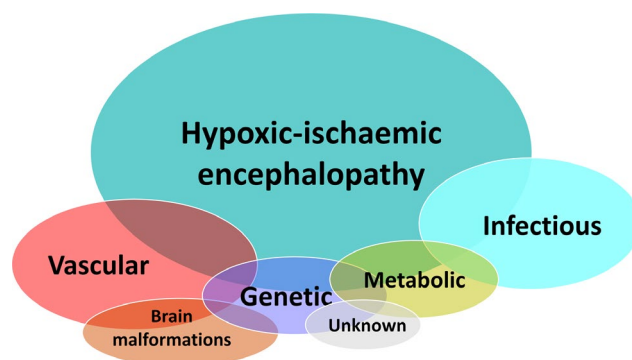 Hypoxic-ischaemic
encephalopathy
Infectious
Vascular
Metabolic
Genetic
Brain
malformations
Unknown